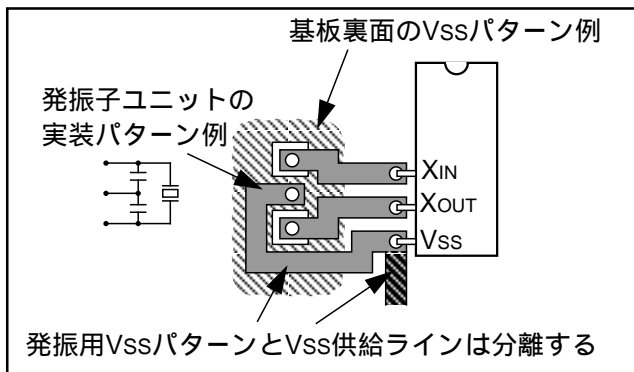 基板裏面のVssパターン例
発振子ユニットの
実装パターン例
XIN
XOUT
Vss
発振用VssパターンとVss供給ラインは分離する